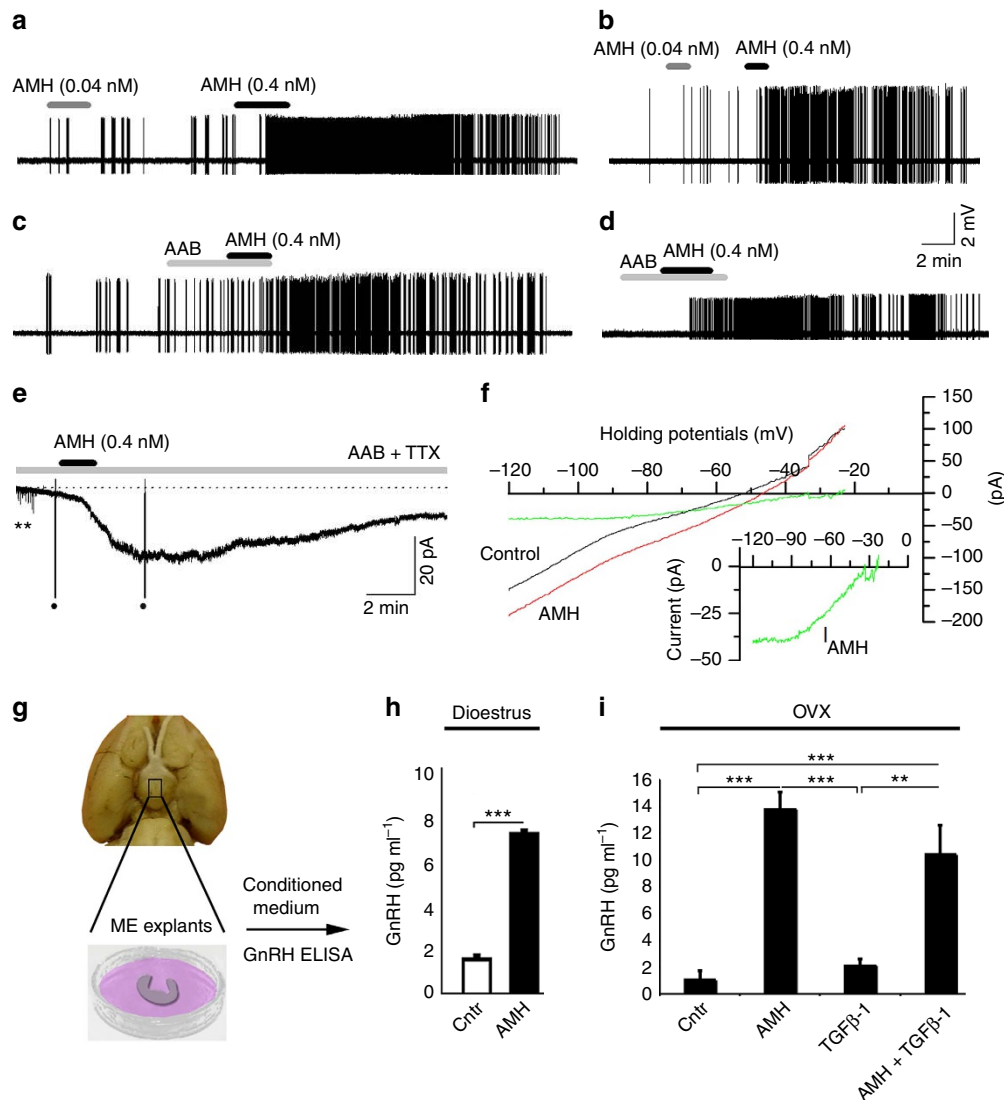 a
AMH (0.04 nM)
AMH (0.4 nM)
b
AMH (0.04 nM)
AMH (0.4 nM)
c
AAB
AMH (0.4 nM)
d
AAB
AMH (0.4 nM)
2 mV
2 min
e
AMH (0.4 nM)
AAB + TTX
**
20 pA
2 min
f
Holding potentials (mV)
−120 −100 −80 −60 −40 −20
150
100
50
0
−50
−100
−150
−200
(pA)
Control
AMH
−120 −90 −60 −30 0
0
−25
−50
Current (pA)
AMH
g
ME explants
Conditioned
medium
GnRH ELISA
h
Dioestrus
GnRH (pg ml−1)
10
8
6
4
2
0
***
Cntr
AMH
i
OVX
GnRH (pg ml−1)
16
14
12
10
8
6
4
2
0
***
*** *** **
Cntr
AMH
TGFβ-1
AMH + TGFβ-1